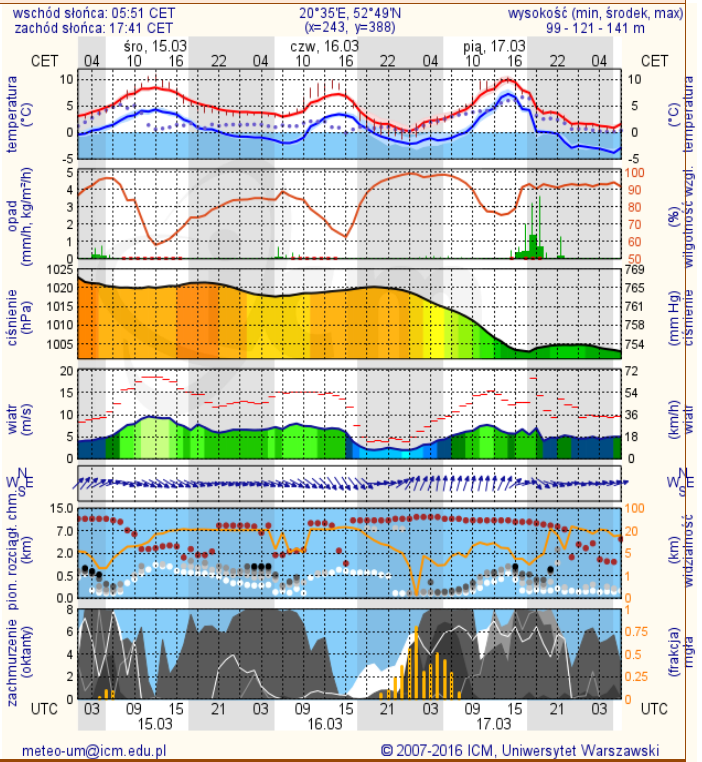 wschód słońca: 05:51 CET 20°35'E, 52°49'N wysokość (min, środek, max)
zachód słońca: 17:41 CET (x=243, y=388) 99 - 121 - 141 m
śro, 15.03 czw, 16.03 pią, 17.03
CET 04 10 16 22 04 10 16 22 04 10 16 22 04 CET
temperatura (°C)
10 5 0 -5
10 5 0 -5
temperatura (°C)
opad (mm/h, kg/m²/h)
5 4 3 2 1 0
100 90 80 70 60 50
wilgotność wzgl. (%)
ciśnienie (hPa)
1025 1020 1015 1010 1005
769 765 761 758 754
(mm Hg) ciśnienie
wiatr (m/s)
20 15 10 5 0
72 54 36 18 0
(km/h) wiatr
N W E S
N W E S
pion. rozciągł. chm. (km)
15.0 7.0 2.0 0.5 0.0
100 20 5 1 0
(km) widzialność
zachmurzenie (oktanty)
8 6 4 2 0
1 0.75 0.5 0.25 0
(frakcja) mgła
UTC 03 09 15 21 03 09 15 21 03 09 15 21 03 UTC
15.03 16.03 17.03
meteo-um@icm.edu.pl © 2007-2016 ICM, Uniwersytet Warszawski